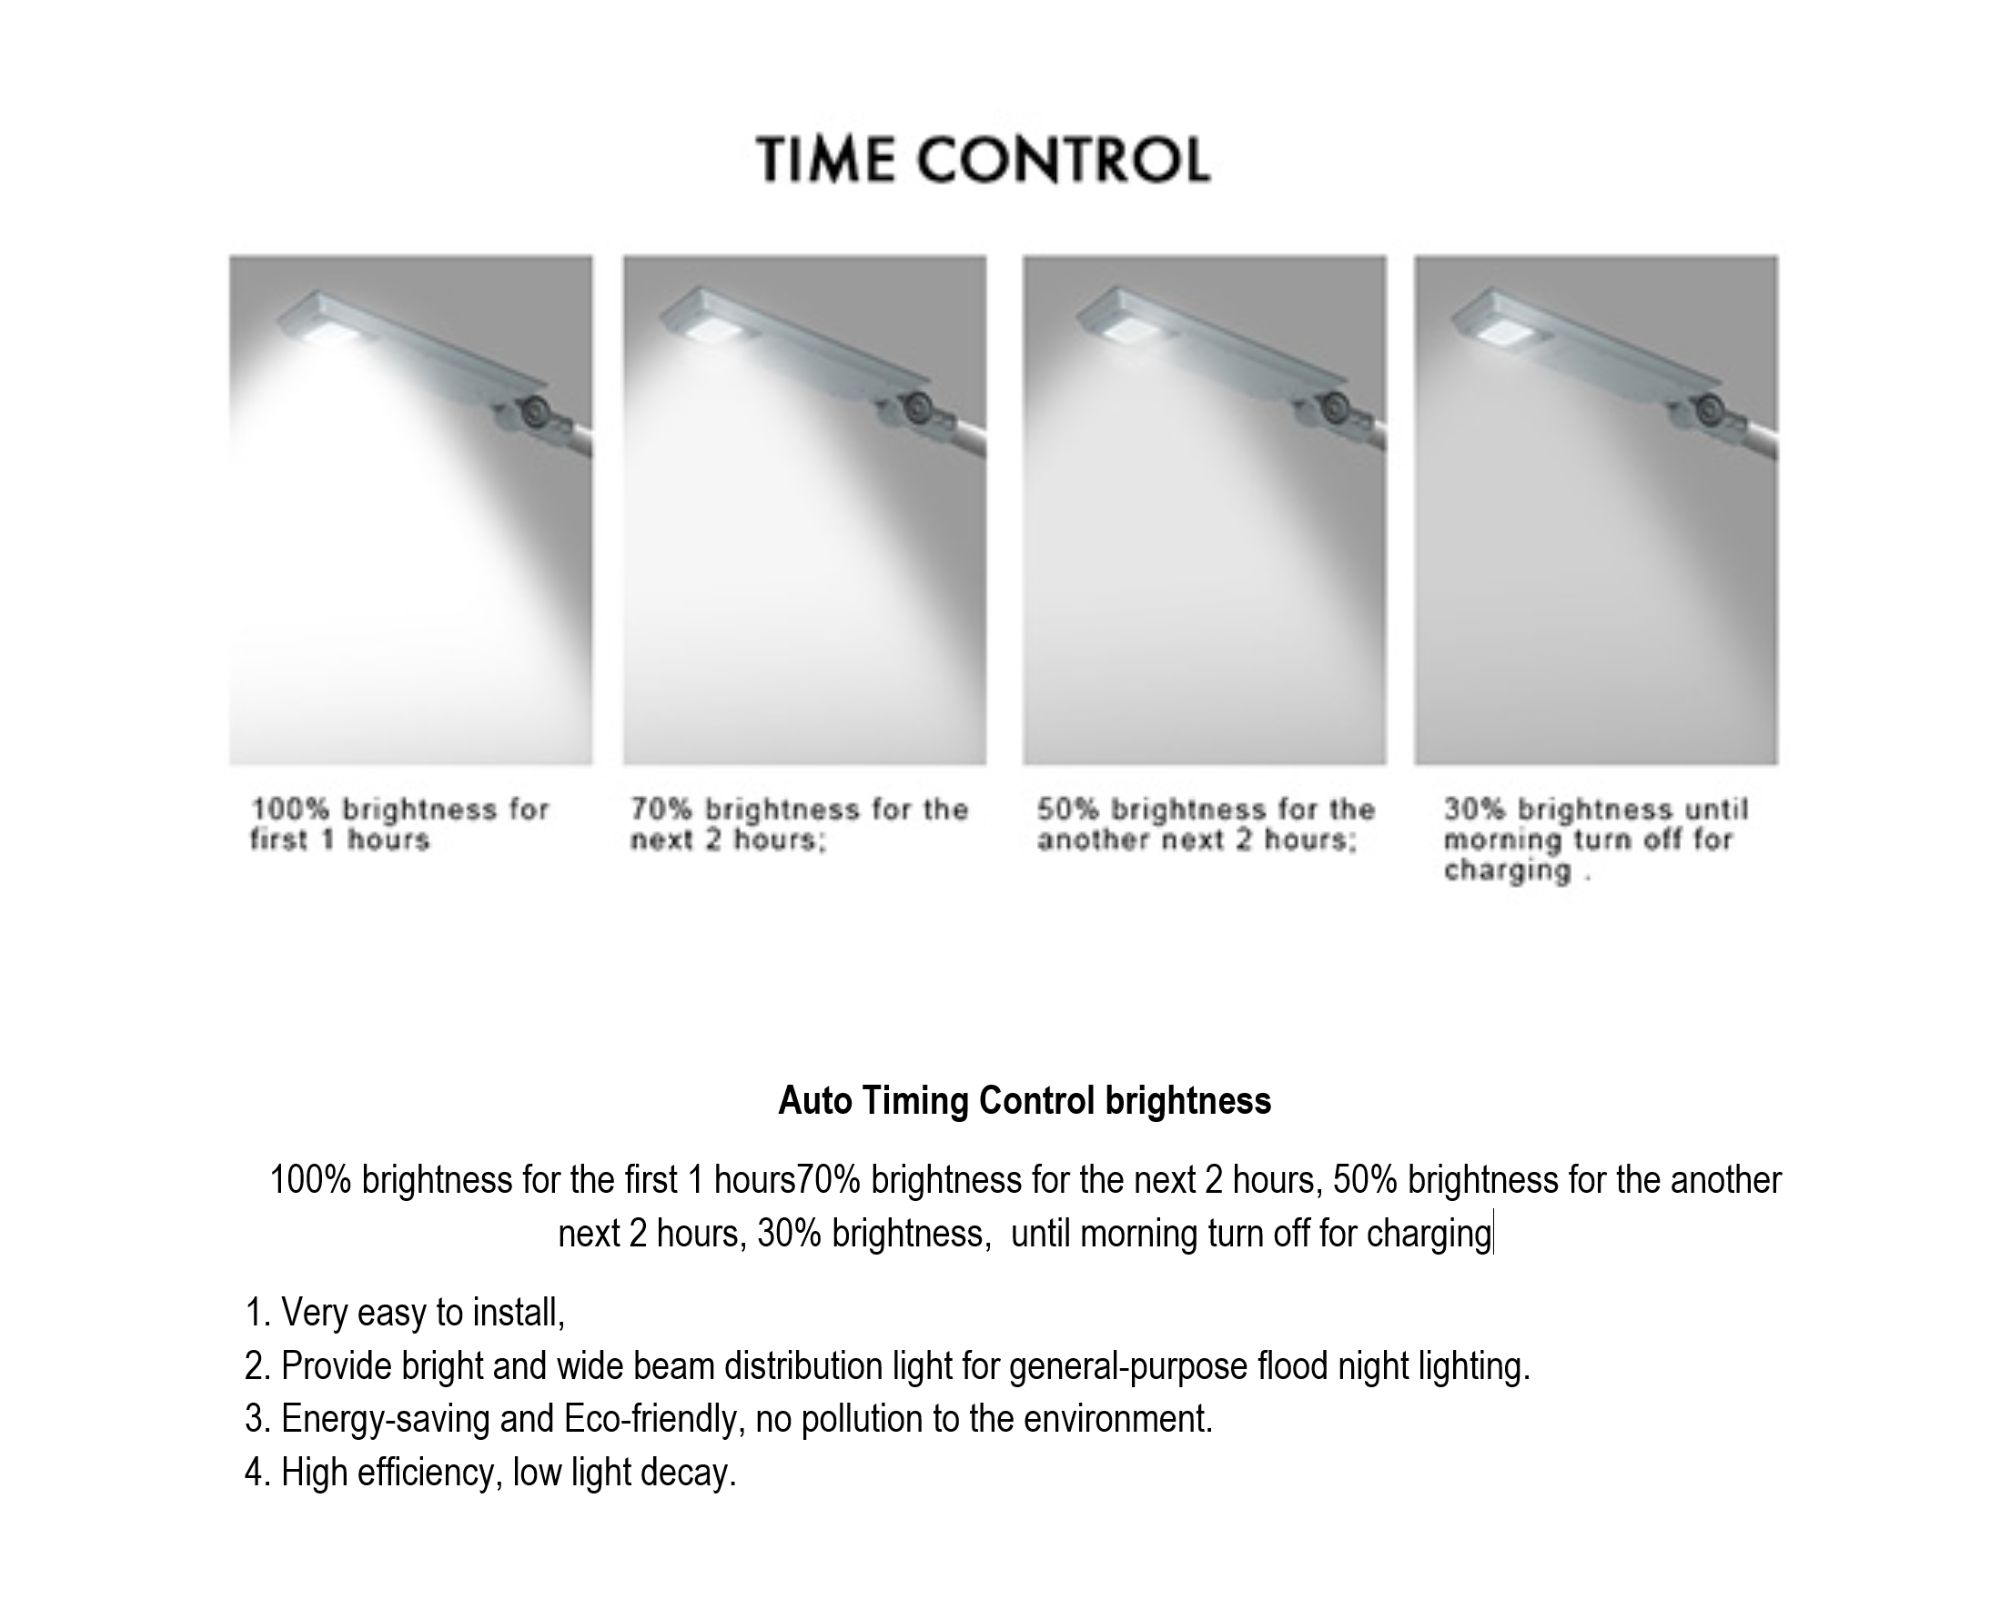 TIME CONTROL
100% brightness for
first 1 hours
70% brightness for the
next 2 hours;
50% brightness for the
another next 2 hours;
30% brightness until
morning turn off for
charging .
Auto Timing Control brightness
100% brightness for the first 1 hours70% brightness for the next 2 hours, 50% brightness for the another
next 2 hours, 30% brightness,  until morning turn off for charging
1. Very easy to install,
2. Provide bright and wide beam distribution light for general-purpose flood night lighting.
3. Energy-saving and Eco-friendly, no pollution to the environment.
4. High efficiency, low light decay.